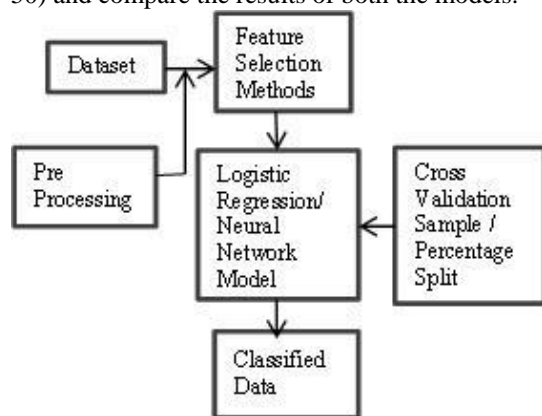 50) and compare the results of both the models.
Feature
Selection
Methods
Dataset
Pre
Processing
Logistic
Regression/
Neural
Network
Model
Cross
Validation
Sample /
Percentage
Split
Classified
Data